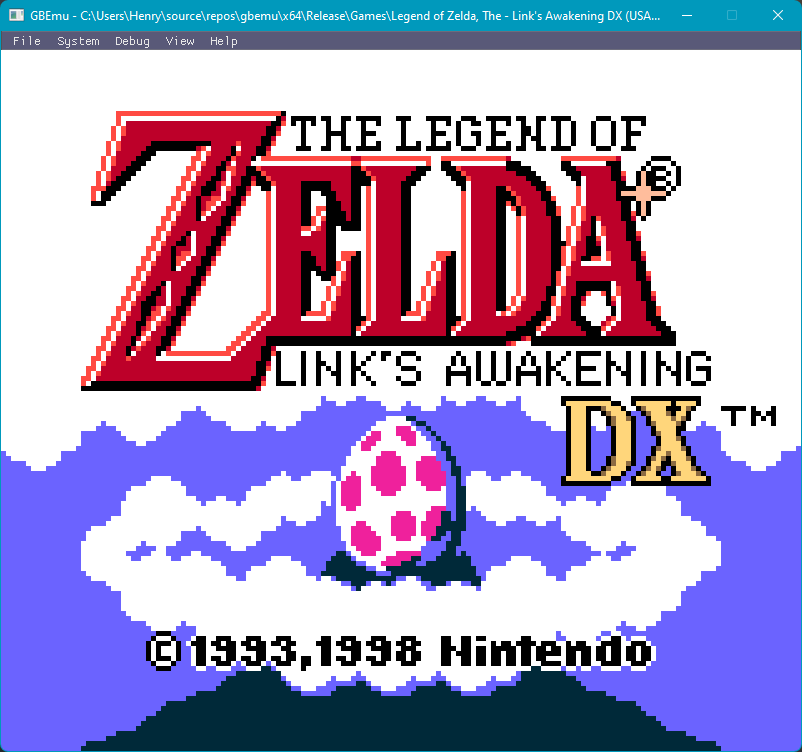 GBEmu - C:\Users\Henry\source\repos\gbemu\x64\Release\Games\Legend of Zelda, The - Link's Awakening DX (USA...
File System Debug View Help
THE LEGEND OF
ZELDA®
LINK'S AWAKENING
DX™
©1993,1998 Nintendo